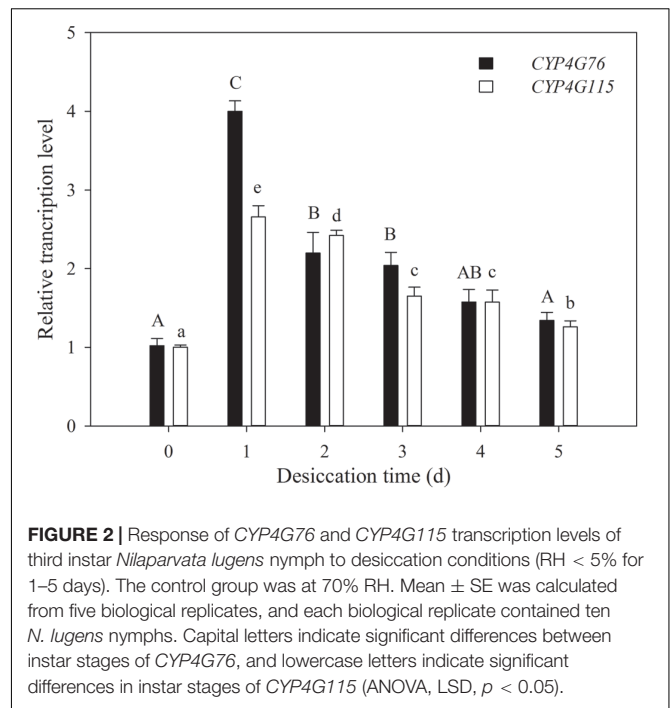 5
4
3
2
1
0
Relative trancription level
CYP4G76
CYP4G115
C
e
B
d
B
c
AB
c
A
b
A
a
0
1
2
3
4
5
Desiccation time (d)
FIGURE 2 | Response of CYP4G76 and CYP4G115 transcription levels of
third instar Nilaparvata lugens nymph to desiccation conditions (RH < 5% for
1–5 days). The control group was at 70% RH. Mean ± SE was calculated
from five biological replicates, and each biological replicate contained ten
N. lugens nymphs. Capital letters indicate significant differences between
instar stages of CYP4G76, and lowercase letters indicate significant
differences in instar stages of CYP4G115 (ANOVA, LSD, p < 0.05).